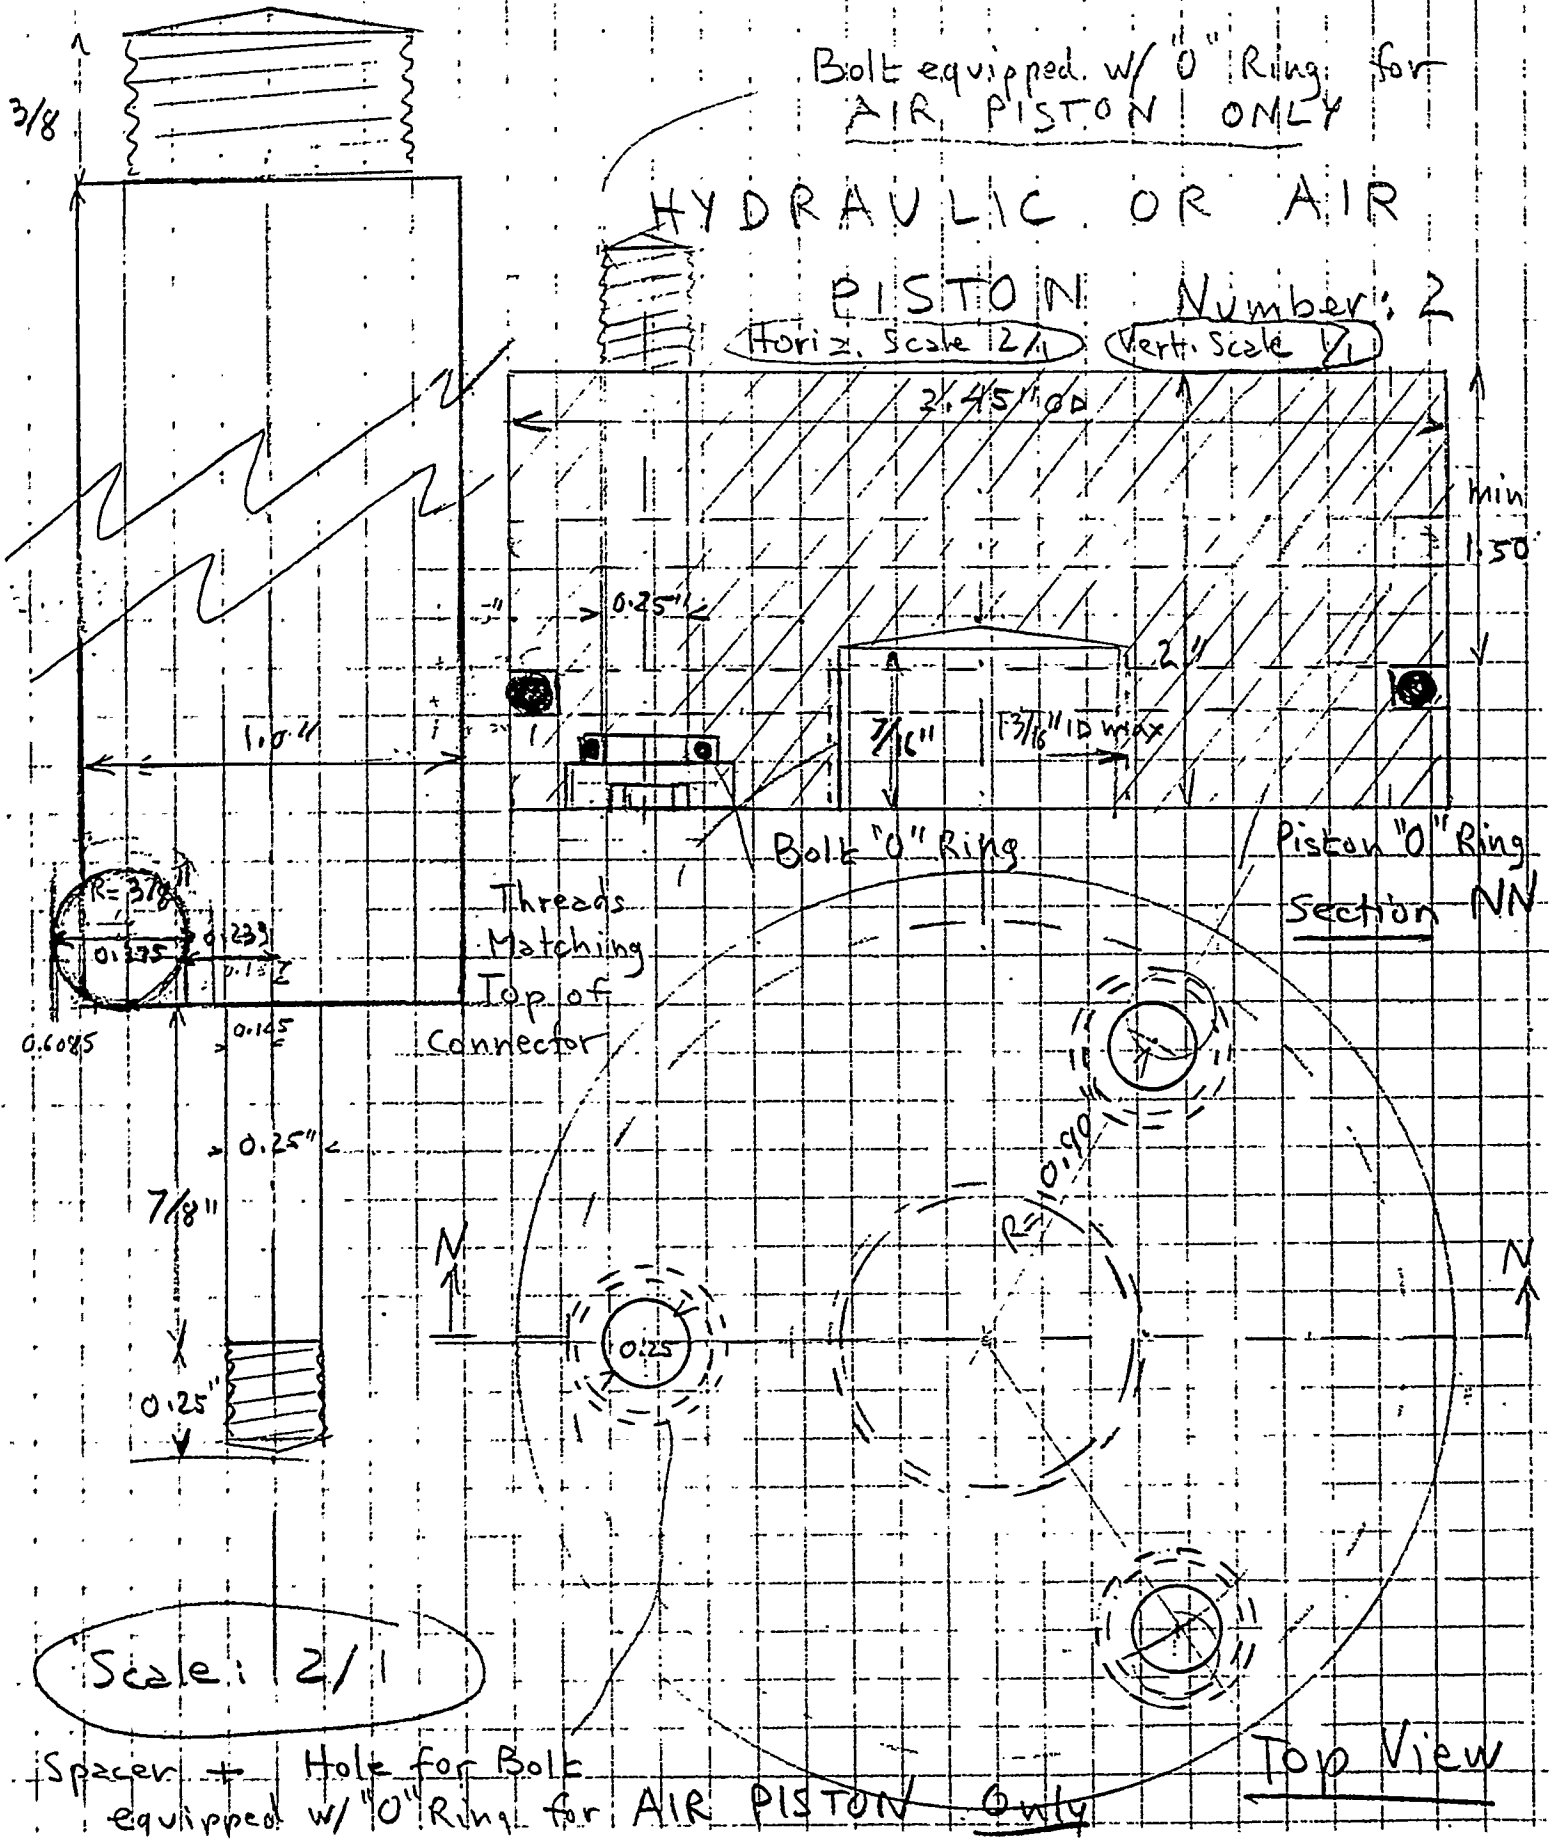 Bolt equipped w/ "O" Ring for
AIR PISTON ONLY
3/8
HYDRAULIC OR AIR
PISTON Number: 2
Horiz. Scale 2/1 Vert. Scale 1/1
2.45" OD
min
1.50
0.25"
2"
1.0"
7/16"
13/16" ID max
Bolt "O" Ring
Piston "O" Ring
Section NN
R=3/8
Threads
Matching
Top of
Connector
0.239
0.375
0.6085
0.125
0.25"
R=0.90"
7/8"
N
N
0.25
0.25"
Scale: 2/1
Top View
Spacer + Hole for Bolt
equipped w/ "O" Ring for AIR PISTON Only